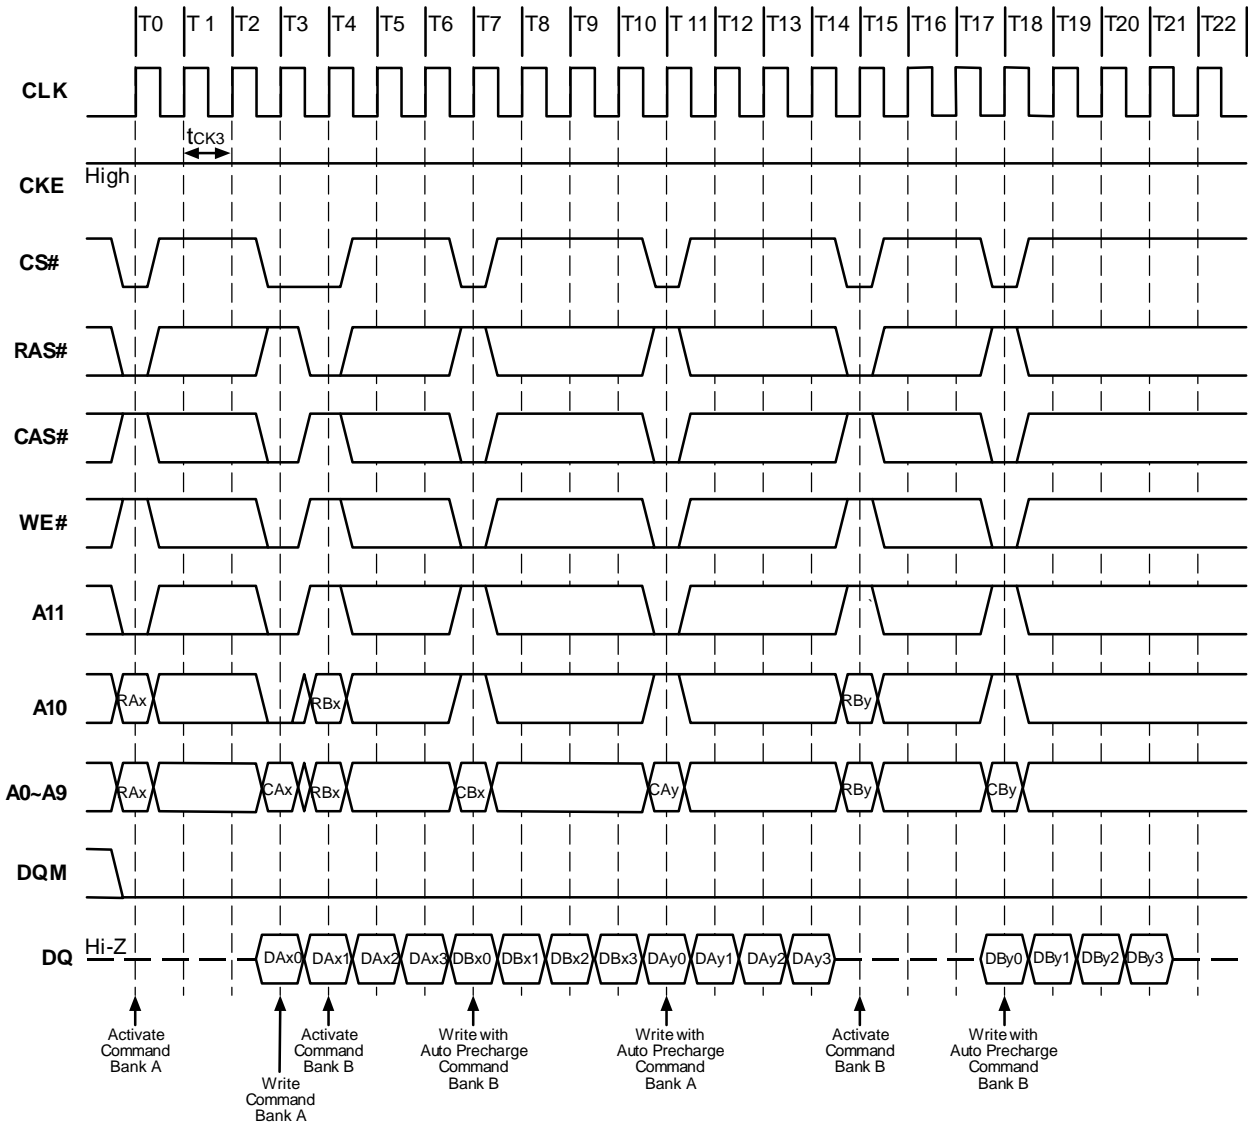 T0 T 1 T2 T3 T4 T5 T6 T7 T8 T9 T10 T 11 T12 T13 T14 T15 T16 T17 T18 T19 T20 T21 T22
CLK
tCK3
CKE High
CS#
RAS#
CAS#
WE#
A11
A10 RAx RBx RBy
A0~A9 RAx CAx RBx CBx CAy RBy CBy
DQM
DQ Hi-Z DAx0 DAx1 DAx2 DAx3 DBx0 DBx1 DBx2 DBx3 DAy0 DAy1 DAy2 DAy3 DBy0 DBy1 DBy2 DBy3
Activate
Command
Bank A
Write
Command
Bank A
Activate
Command
Bank B
Write with
Auto Precharge
Command
Bank B
Write with
Auto Precharge
Command
Bank A
Activate
Command
Bank B
Write with
Auto Precharge
Command
Bank B